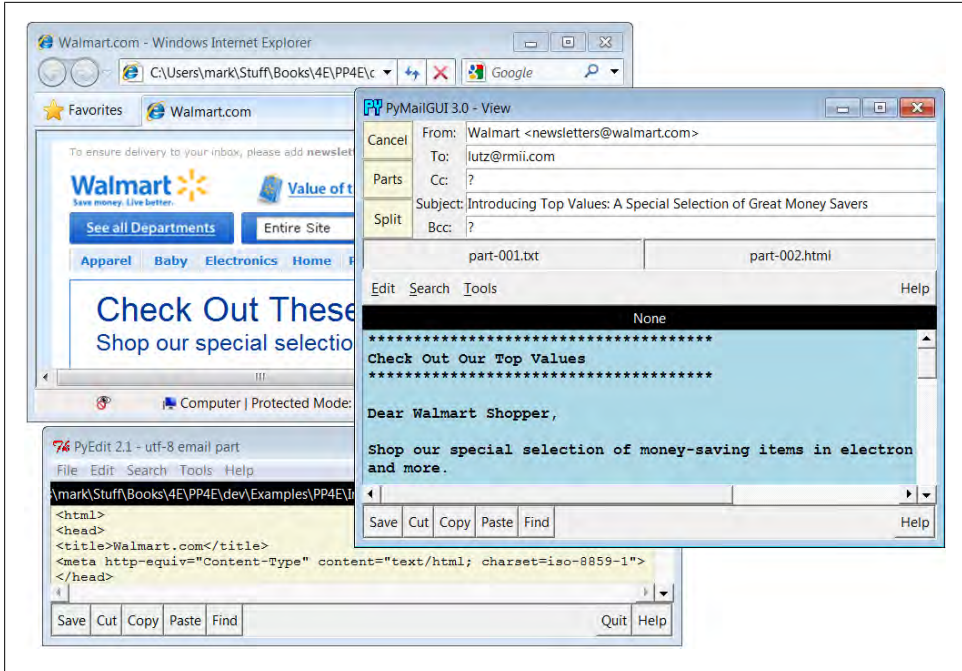 Walmart.com - Windows Internet Explorer
C:\Users\mark\Stuff\Books\4E\PP4E\c
Google
Favorites
Walmart.com
To ensure delivery to your inbox, please add newslet
Walmart
Save money. Live better.
Value of t
See all Departments
Entire Site
Apparel Baby Electronics Home
Check Out These
Shop our special selectio
Computer | Protected Mode:
PY PyMailGUI 3.0 - View
Cancel
Parts
Split
From: Walmart <newsletters@walmart.com>
To: lutz@rmii.com
Cc: ?
Subject: Introducing Top Values: A Special Selection of Great Money Savers
Bcc: ?
part-001.txt part-002.html
Edit Search Tools Help
None
***************************************
Check Out Our Top Values
***************************************
Dear Walmart Shopper,
Shop our special selection of money-saving items in electron
and more.
Save Cut Copy Paste Find Help
PyEdit 2.1 - utf-8 email part
File Edit Search Tools Help
\mark\Stuff\Books\4E\PP4E\dev\Examples\PP4E\I
<html>
<head>
<title>Walmart.com</title>
<meta http-equiv="Content-Type" content="text/html; charset=iso-8859-1">
</head>
Save Cut Copy Paste Find Quit Help